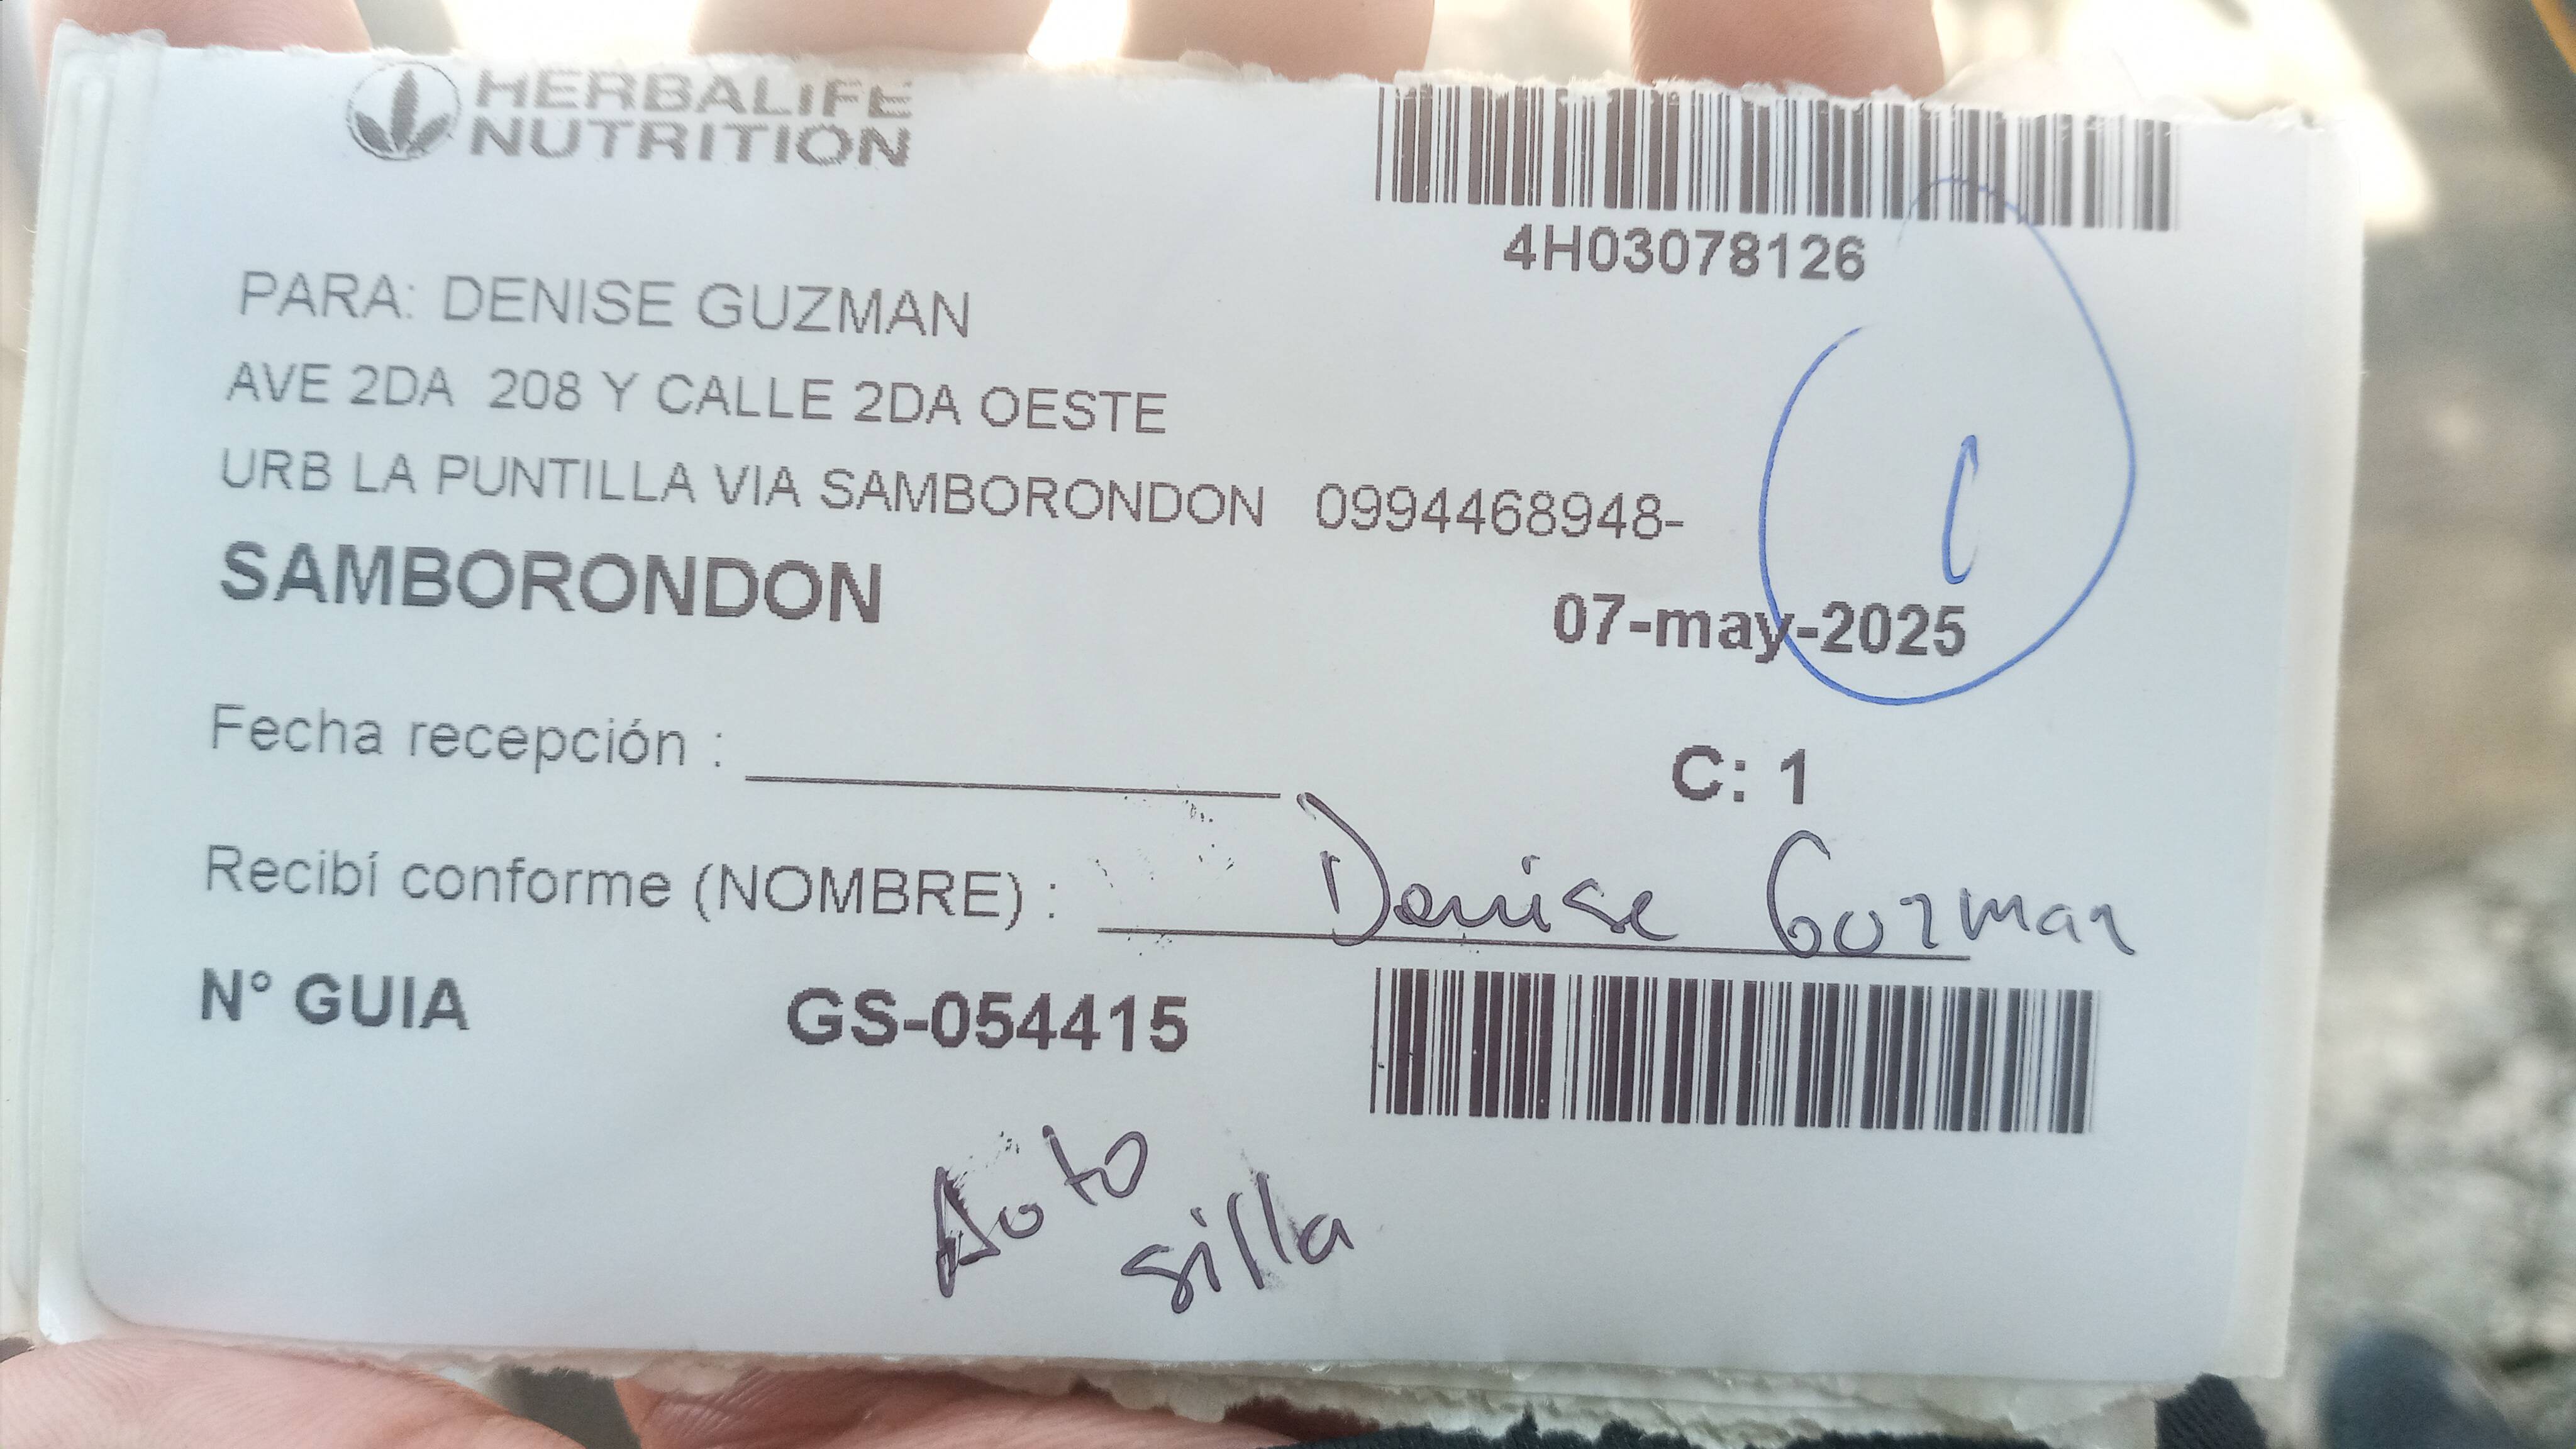 HERBALIFE
NUTRITION
4H03078126
PARA: DENISE GUZMAN
AVE 2DA 208 Y CALLE 2DA OESTE
URB LA PUNTILLA VIA SAMBORONDON 0994468948-
SAMBORONDON
07-may-2025
Fecha recepción :
C: 1
Recibí conforme (NOMBRE) : Denise Guzman
N° GUIA GS-054415
Auto
silla